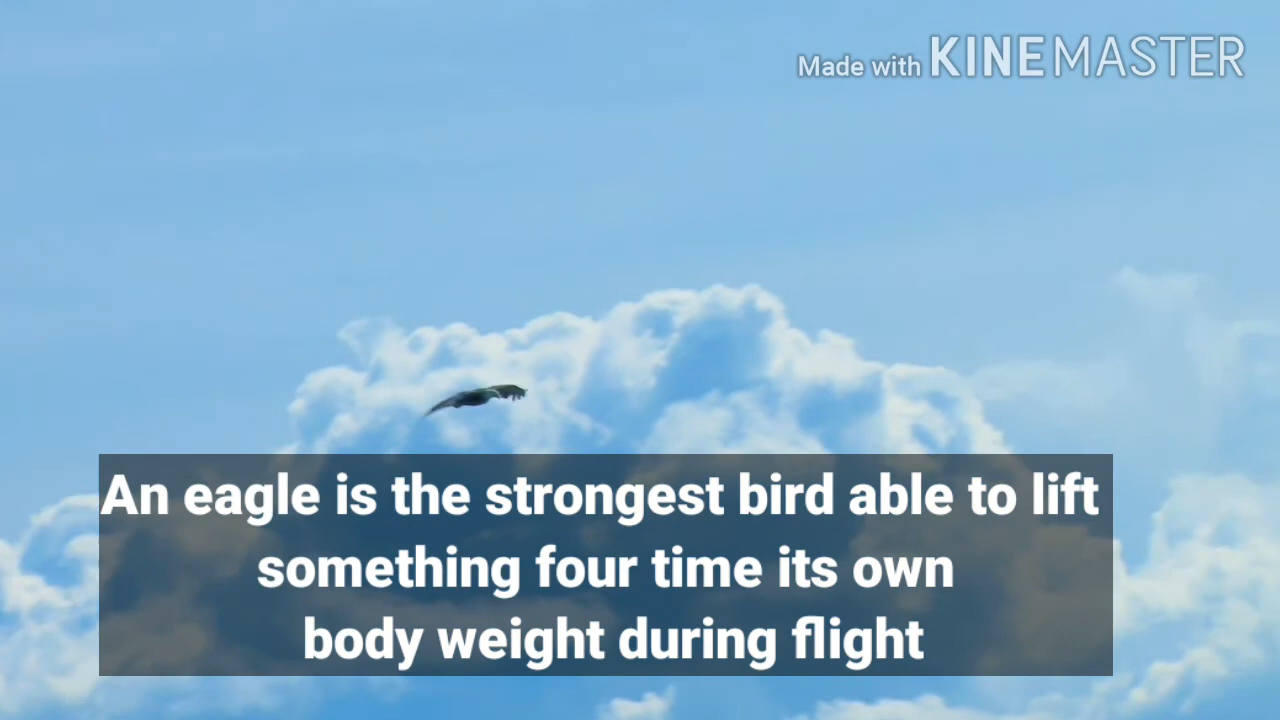 Made with KINEMASTER
An eagle is the strongest bird able to lift
something four time its own
body weight during flight